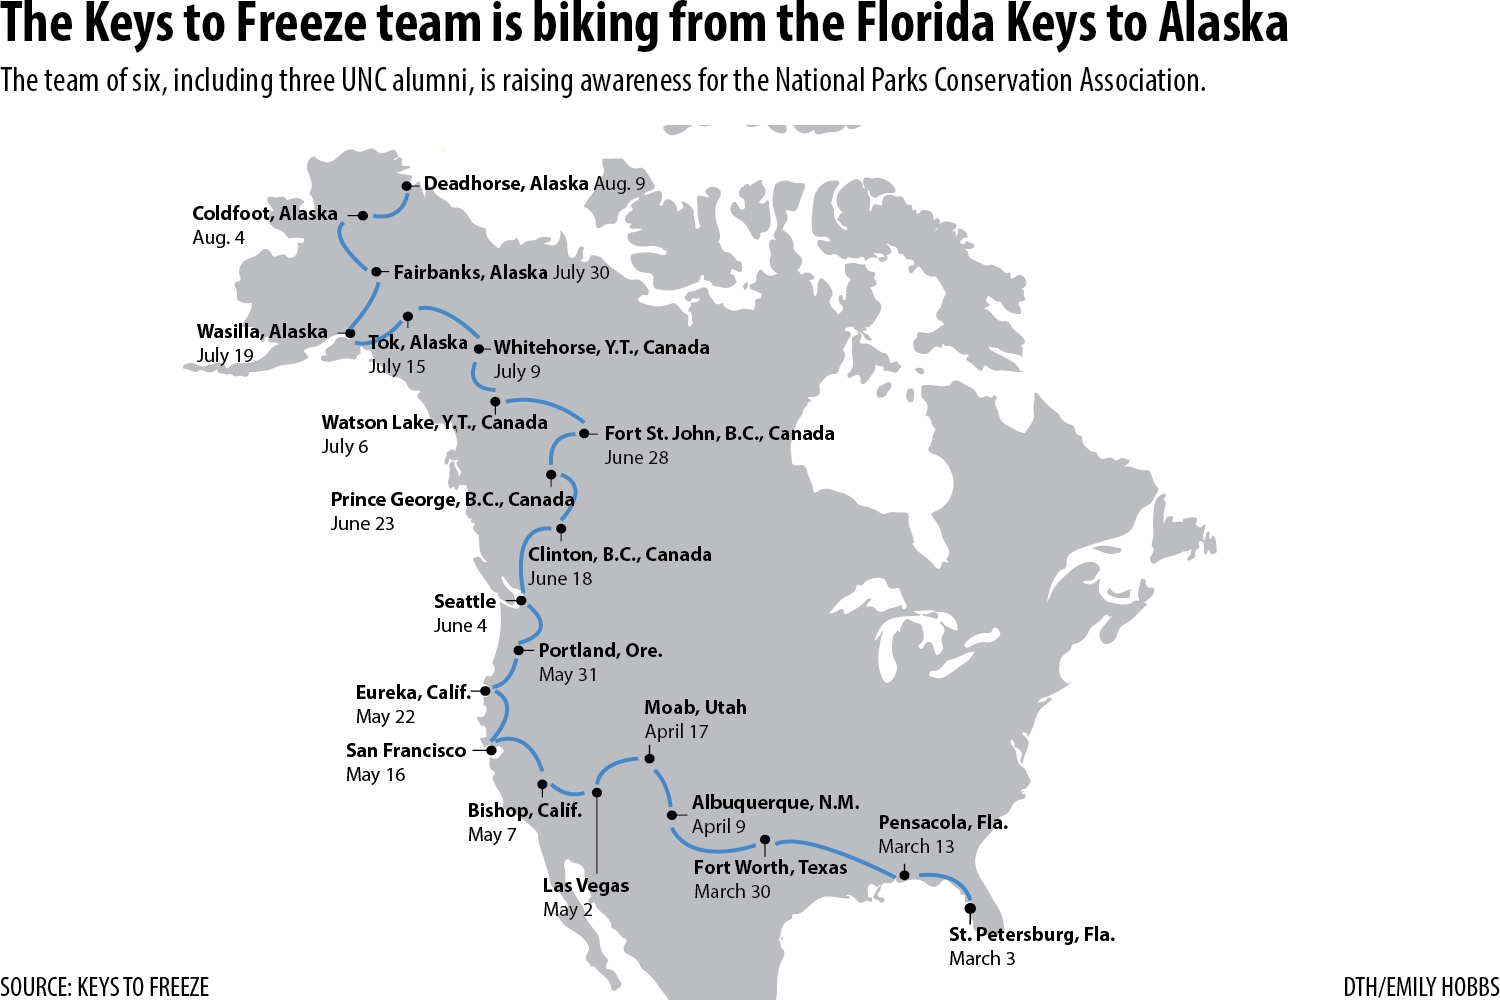 The Keys to Freeze team is biking from the Florida Keys to Alaska
The team of six, including three UNC alumni, is raising awareness for the National Parks Conservation Association.
Deadhorse, Alaska Aug. 9
Coldfoot, Alaska
Aug. 4
Fairbanks, Alaska July 30
Wasilla, Alaska
July 19
Tok, Alaska
July 15
Whitehorse, Y.T., Canada
July 9
Watson Lake, Y.T., Canada
July 6
Fort St. John, B.C., Canada
June 28
Prince George, B.C., Canada
June 23
Clinton, B.C., Canada
June 18
Seattle
June 4
Portland, Ore.
May 31
Eureka, Calif.
May 22
San Francisco
May 16
Moab, Utah
April 17
Bishop, Calif.
May 7
Albuquerque, N.M.
April 9
Pensacola, Fla.
March 13
Fort Worth, Texas
March 30
Las Vegas
May 2
St. Petersburg, Fla.
March 3
SOURCE: KEYS TO FREEZE
DTH/EMILY HOBBS